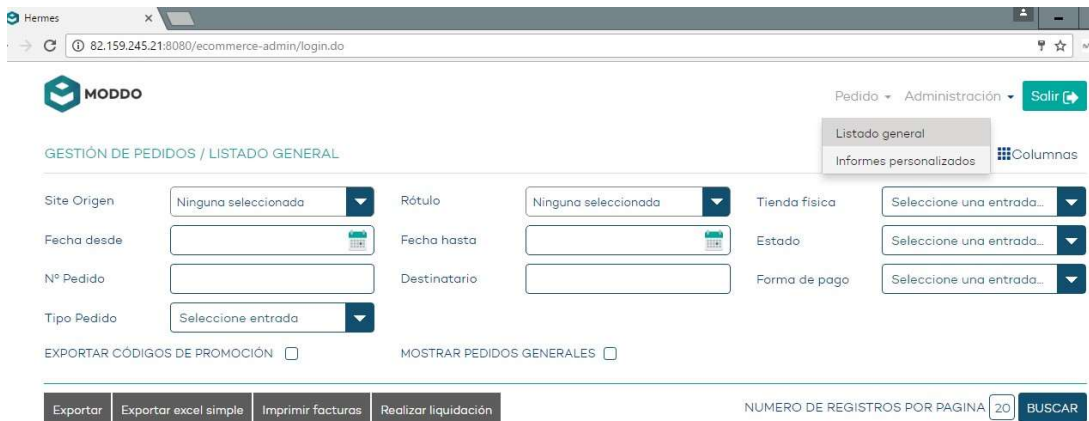 Hermes
82.159.245.21:8080/ecommerce-admin/login.do
MODDO
Pedido Administración Salir
Listado general
Informes personalizados
GESTIÓN DE PEDIDOS / LISTADO GENERAL
Columnas
Site Origen Ninguna seleccionada Rótulo Ninguna seleccionada Tienda física Seleccione una entrada...
Fecha desde Fecha hasta Estado Seleccione una entrada...
Nº Pedido Destinatario Forma de pago Seleccione una entrada...
Tipo Pedido Seleccione entrada
EXPORTAR CÓDIGOS DE PROMOCIÓN MOSTRAR PEDIDOS GENERALES
Exportar Exportar excel simple Imprimir facturas Realizar liquidación NUMERO DE REGISTROS POR PAGINA 20 BUSCAR